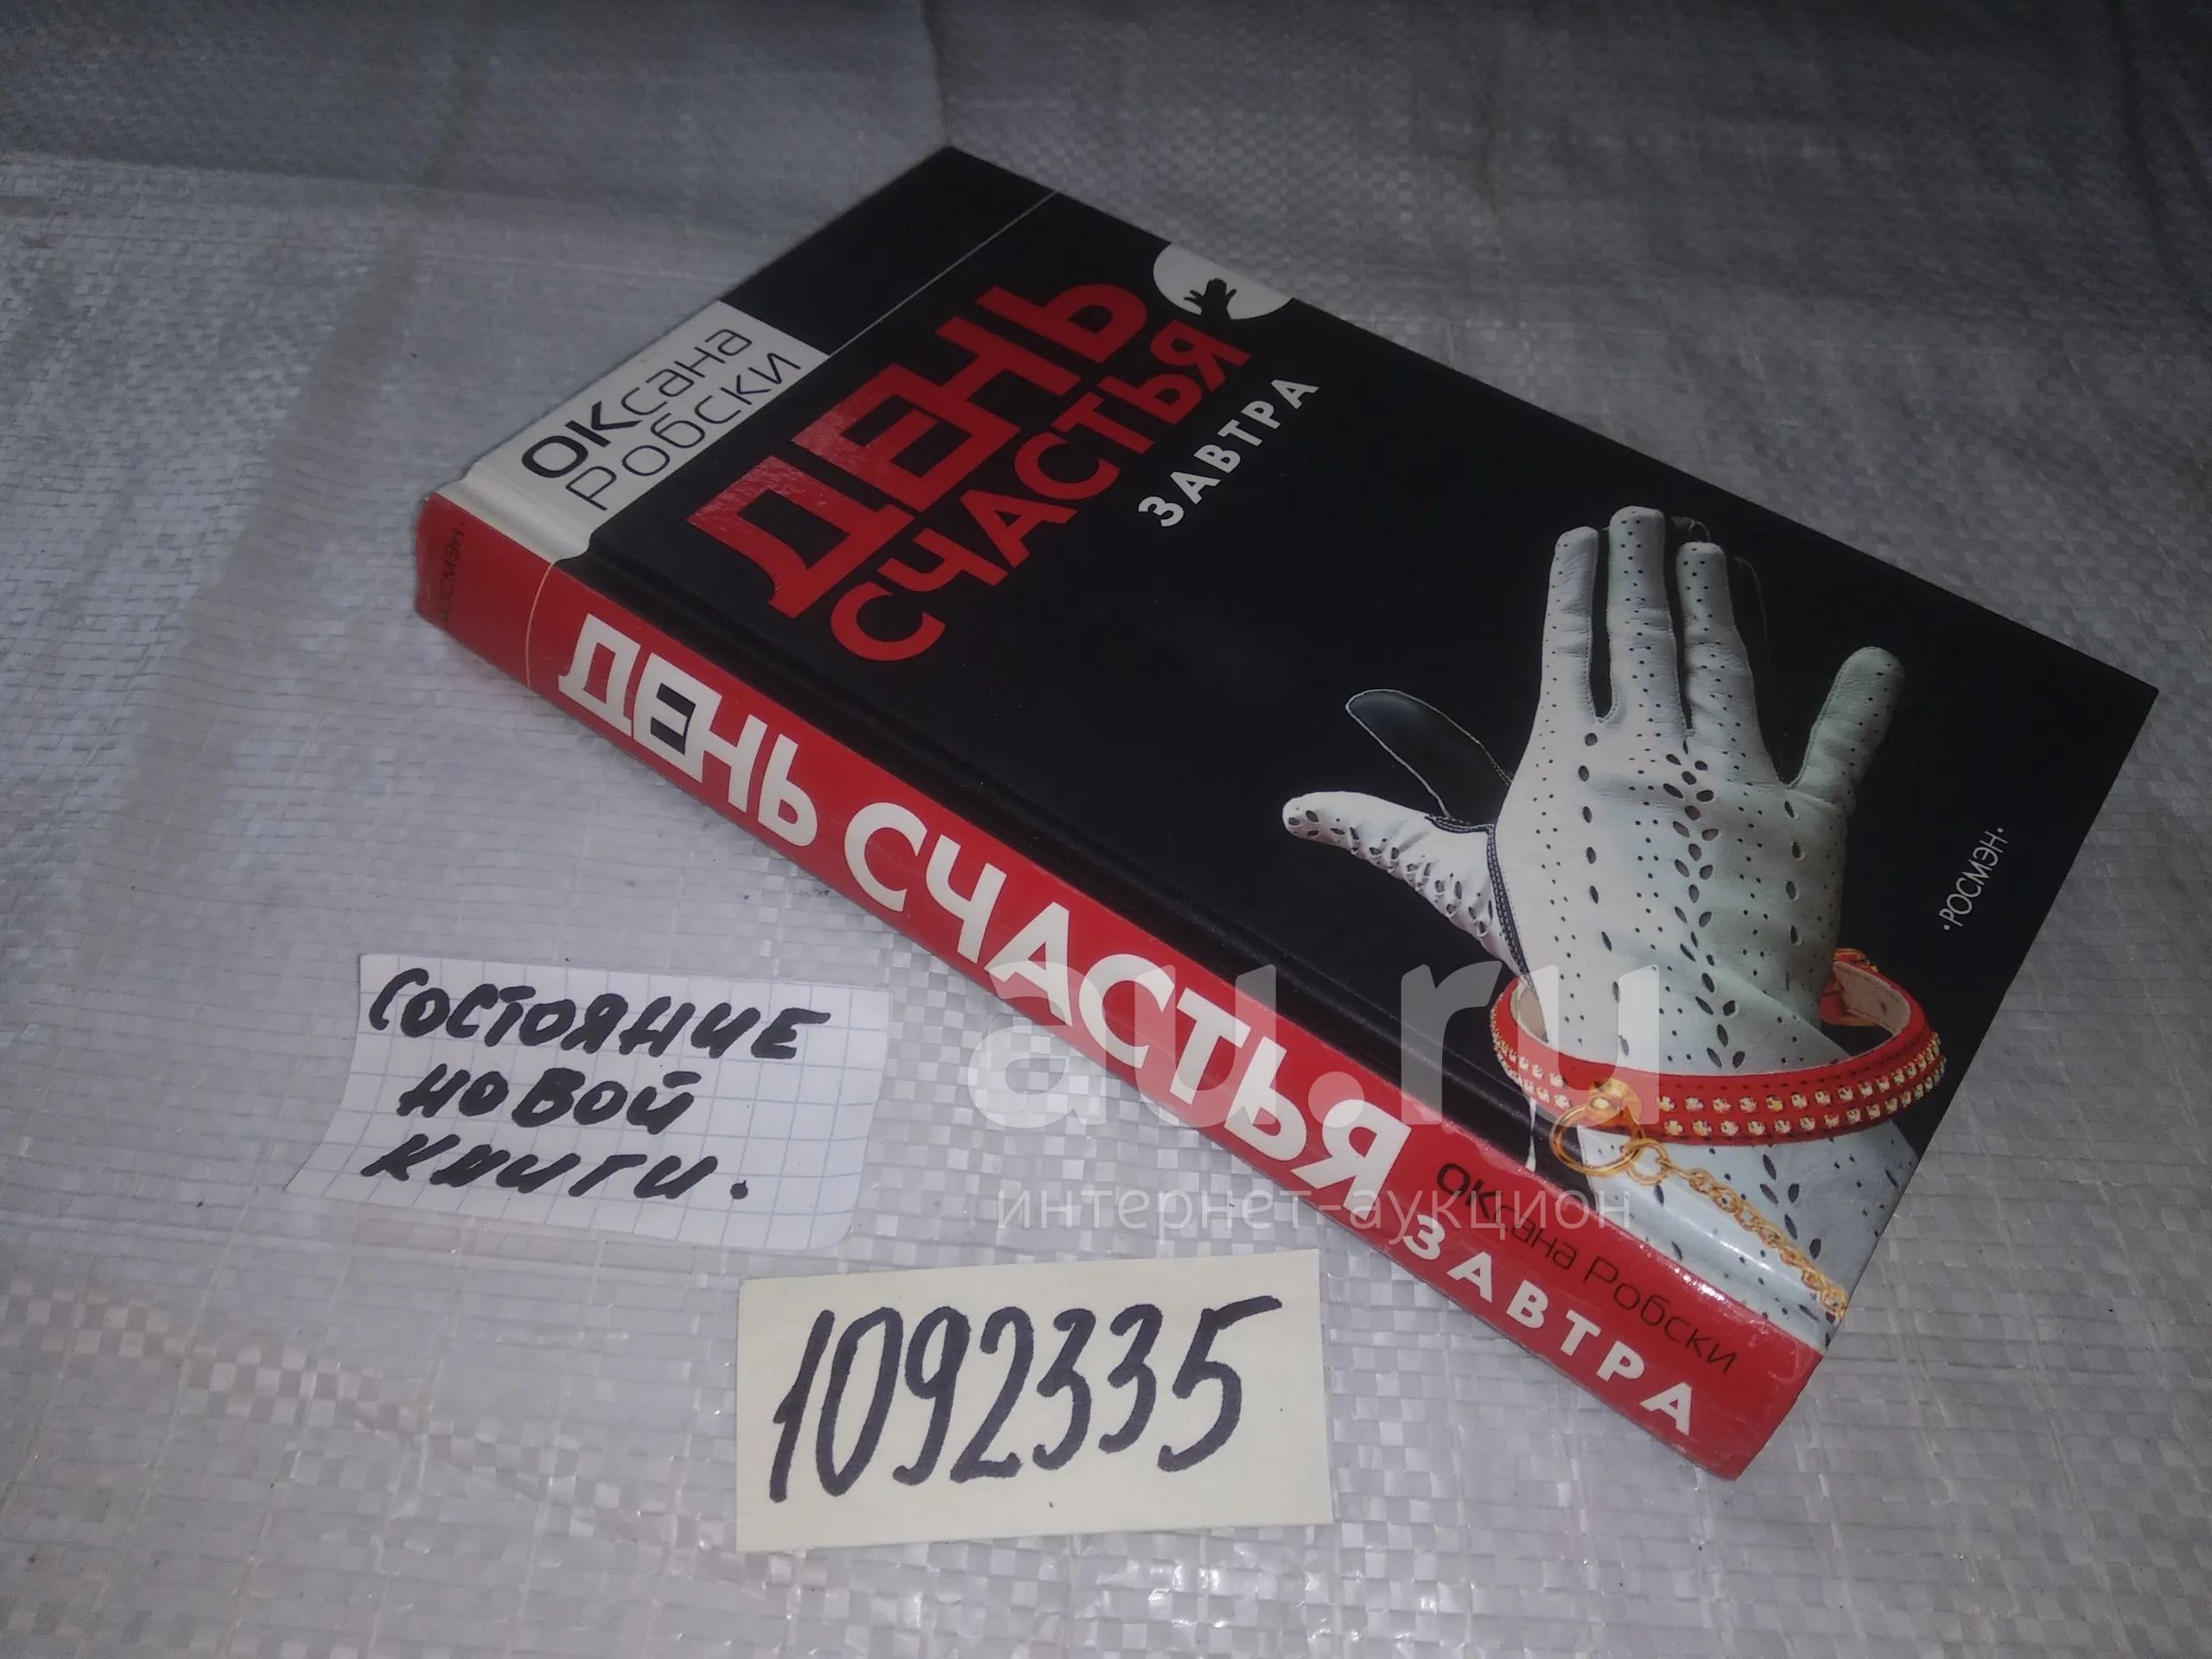 ОКсана
Робски
ДЕНЬ
СЧАСТЬЯ
ЗАВТРА
·РОСМЭН·
РОСМЭН·
ДЕНЬ СЧАСТЬЯ
ЗАВТРА
ОКсана Робски
au.ru
интернет-аукцион
СОСТОЯНИЕ
НОВОЙ
КНИГИ.
1092335